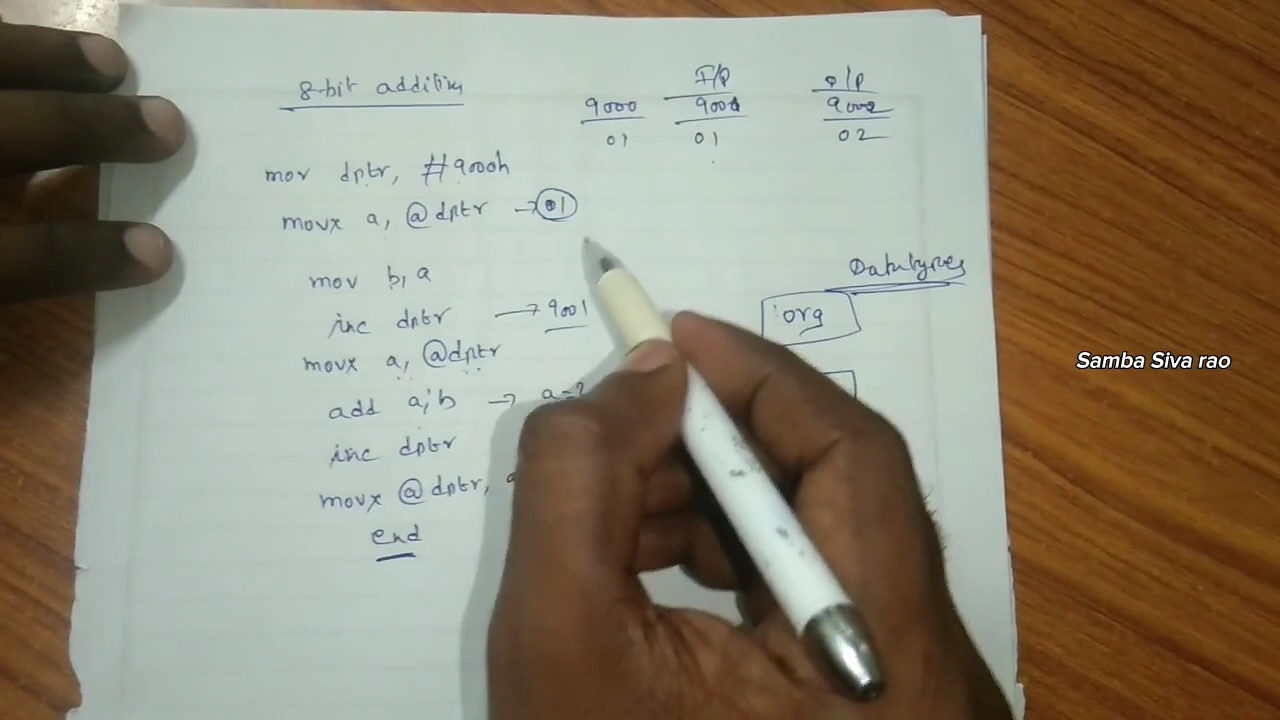 8-bit addition
I/P
O/P
9000 9001 9002
01 01 02
mov dptr, #9000h
movx a, @dptr → 01
mov b, a
inc dptr → 9001
movx a, @dptr
add a, b → a=?
inc dptr
movx @dptr,
end
Datatypes
org
Samba Siva rao